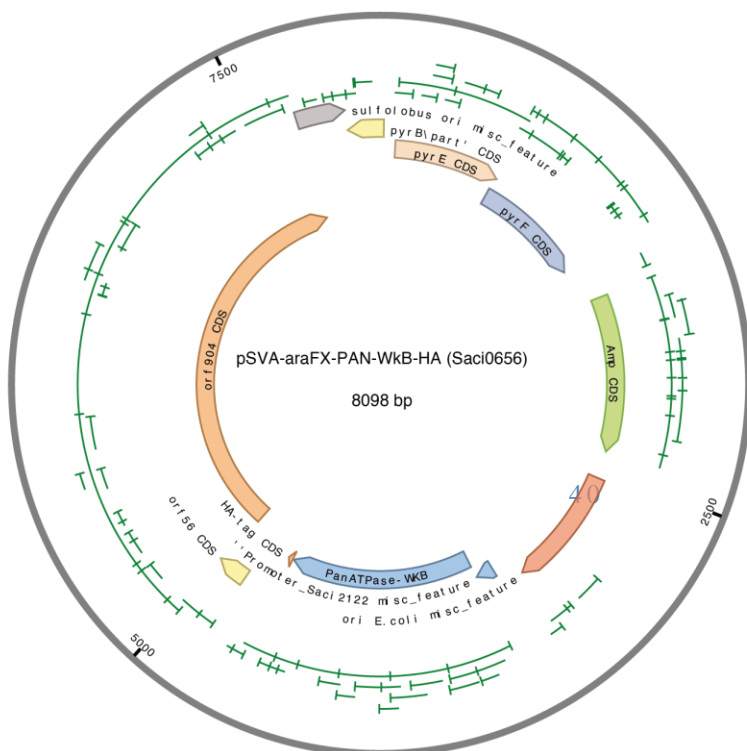 7500
sulfolobus ori misc_feature
pyrB\part' CDS
pyrE CDS
pyrF CDS
orf904 CDS
pSVA-araFX-PAN-WkB-HA (Saci0656)
Amp CDS
8098 bp
40
2500
HA-tag CDS
orf56 CDS
PanATPase-WKB
''Promoter_Saci2122 misc_feature
ori E.coli misc_feature
5000